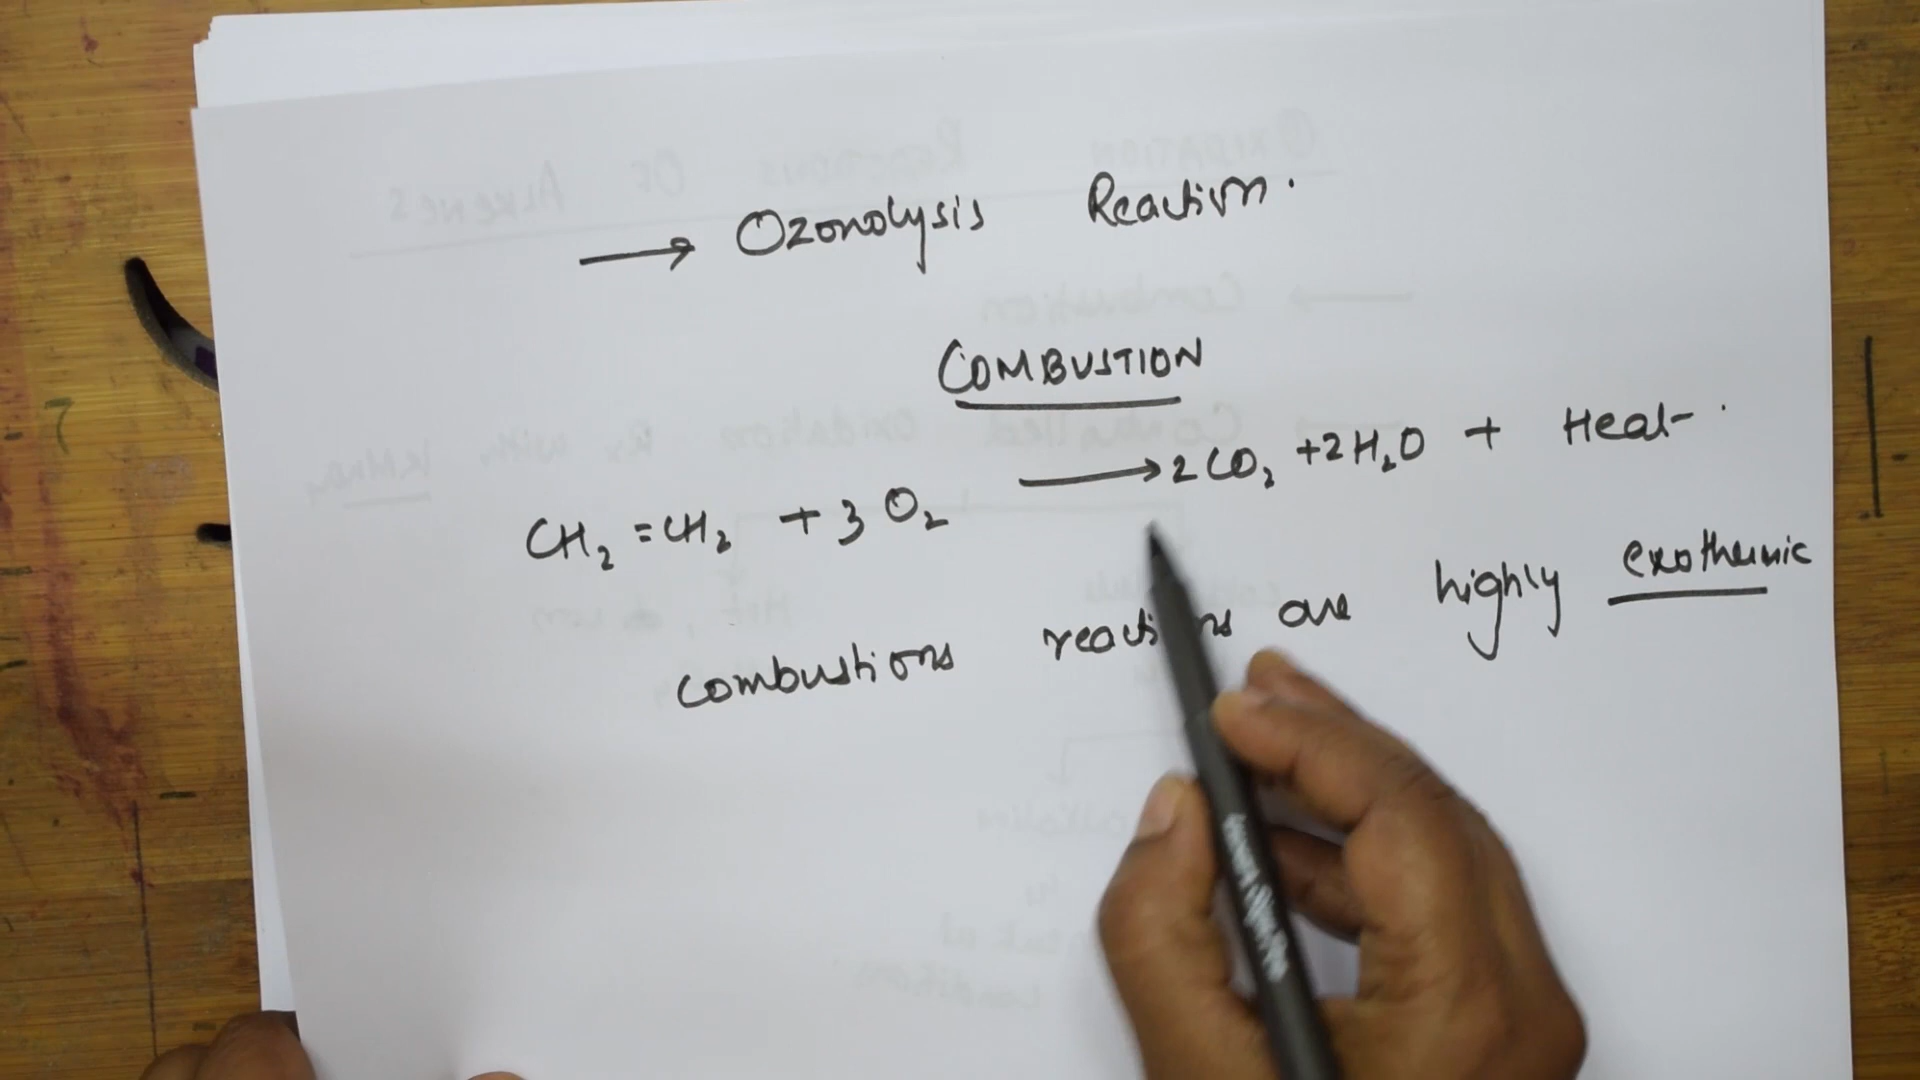 → Ozonolysis Reaction.
COMBUSTION
CH₂=CH₂ + 3 O₂ → 2 CO₂ + 2 H₂O + Heat.
combustions reactions are highly exothermic